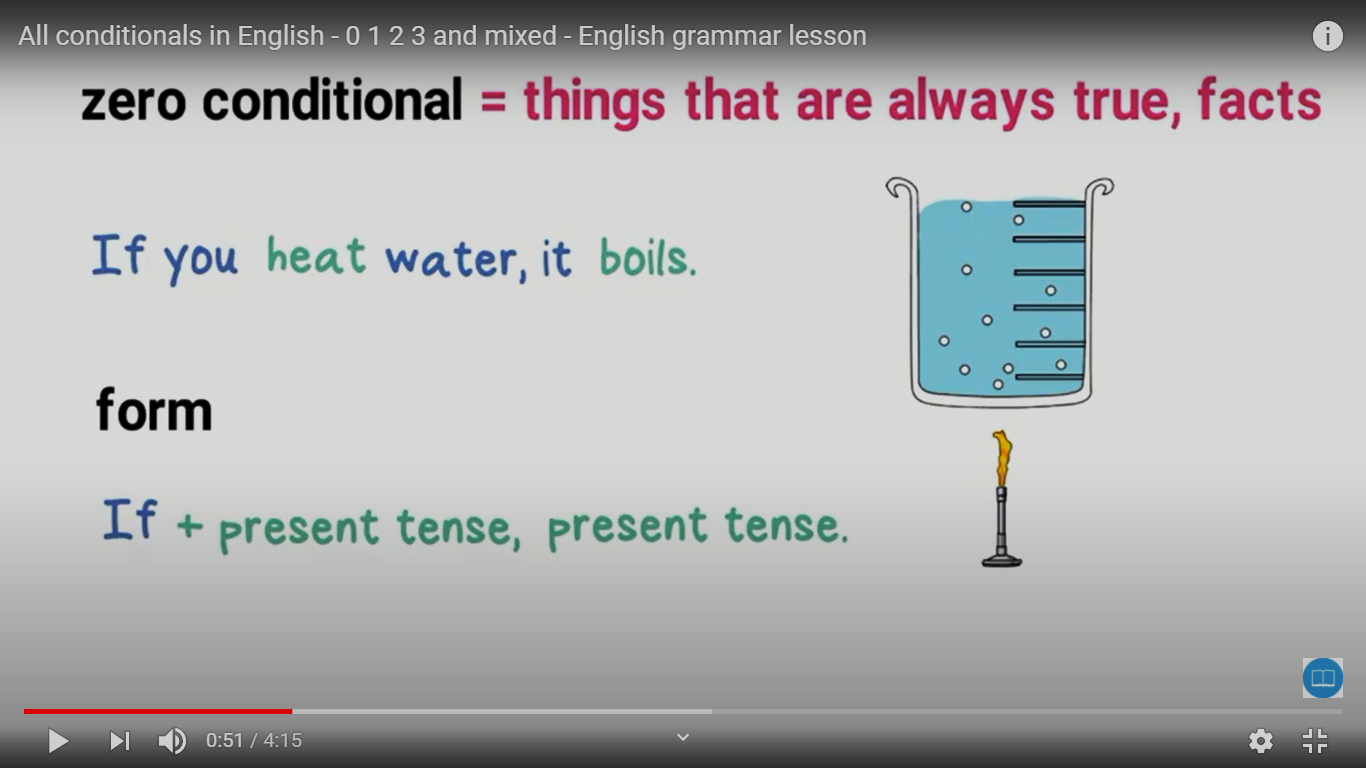 All conditionals in English - 0 1 2 3 and mixed - English grammar lesson
zero conditional = things that are always true, facts
If you heat water, it boils.
form
If + present tense, present tense.
0:51 / 4:15